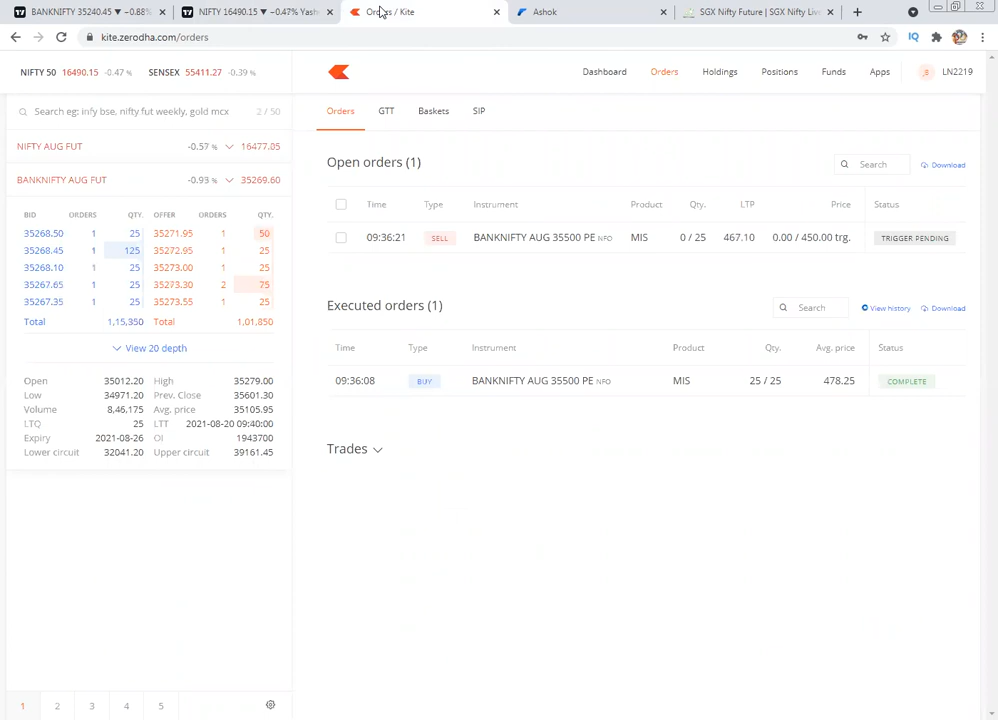 BANKNIFTY 35240.45 ▼ −0.88%
NIFTY 16490.15 ▼ −0.47% Yash
Orders / Kite
Ashok
SGX Nifty Future | SGX Nifty Live
kite.zerodha.com/orders
NIFTY 50 16490.15 -0.47 % SENSEX 55411.27 -0.39 %
Dashboard Orders Holdings Positions Funds Apps LN2219
Search eg: infy bse, nifty fut weekly, gold mcx 2 / 50
Orders GTT Baskets SIP
NIFTY AUG FUT -0.57 % 16477.05
BANKNIFTY AUG FUT -0.93 % 35269.60
BID ORDERS QTY. OFFER ORDERS QTY.
35268.50 1 25 35271.95 1 50
35268.45 1 125 35272.95 1 25
35268.10 1 25 35273.00 1 25
35267.65 1 25 35273.30 2 75
35267.35 1 25 35273.55 1 25
Total 1,15,350 Total 1,01,850
View 20 depth
Open 35012.20 High 35279.00
Low 34971.20 Prev. Close 35601.30
Volume 8,46,175 Avg. price 35105.95
LTQ 25 LTT 2021-08-20 09:40:00
Expiry 2021-08-26 OI 1943700
Lower circuit 32041.20 Upper circuit 39161.45
1 2 3 4 5
Open orders (1)
Search Download
Time Type Instrument Product Qty. LTP Price Status
09:36:21 SELL BANKNIFTY AUG 35500 PE NFO MIS 0 / 25 467.10 0.00 / 450.00 trg. TRIGGER PENDING
Executed orders (1)
Search View history Download
Time Type Instrument Product Qty. Avg. price Status
09:36:08 BUY BANKNIFTY AUG 35500 PE NFO MIS 25 / 25 478.25 COMPLETE
Trades